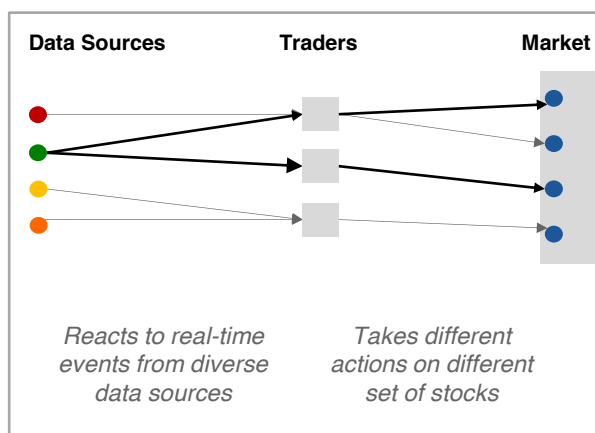 Data Sources
Traders
Market
Reacts to real-time
events from diverse
data sources
Takes different
actions on different
set of stocks